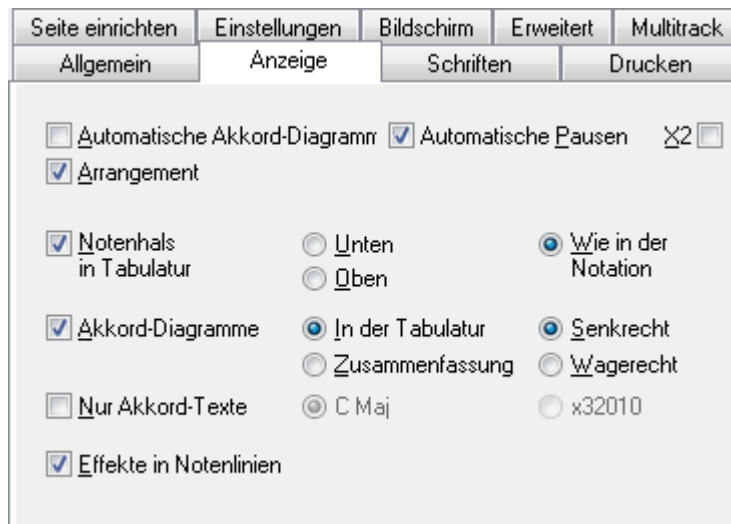 Seite einrichten Einstellungen Bildschirm Erweitert Multitrack
Allgemein Anzeige Schriften Drucken
Automatische Akkord-Diagramm Automatische Pausen X2
Arrangement
Notenhals Unten Wie in der
in Tabulatur Oben Notation
Akkord-Diagramme In der Tabulatur Senkrecht
Zusammenfassung Wagerecht
Nur Akkord-Texte C Maj x32010
Effekte in Notenlinien